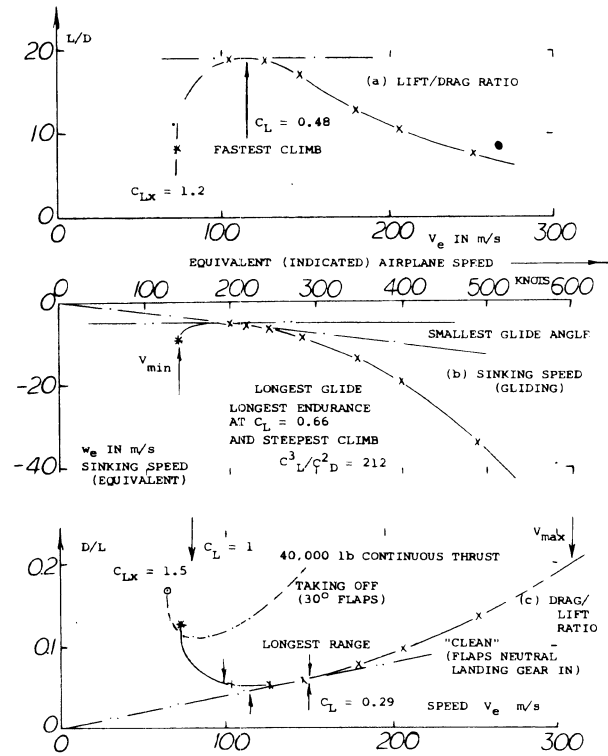 L/D
20
(a) LIFT/DRAG RATIO
10
C_L = 0.48
FASTEST CLIMB
C_Lx = 1.2
0
0
100
200
V_e IN m/s
300
EQUIVALENT (INDICATED) AIRPLANE SPEED
KNOTS
0
100
200
300
400
500
600
0
SMALLEST GLIDE ANGLE
V_min
(b) SINKING SPEED
(GLIDING)
-20
LONGEST GLIDE
LONGEST ENDURANCE
AT C_L = 0.66
AND STEEPEST CLIMB
C^3_L/C^2_D = 212
w_e IN m/s
SINKING SPEED
(EQUIVALENT)
-40
D/L
C_L = 1
V_max
40,000 lb CONTINUOUS THRUST
0.2
C_Lx = 1.5
TAKING OFF
(30° FLAPS)
(c) DRAG/
LIFT
RATIO
LONGEST RANGE
"CLEAN"
(FLAPS NEUTRAL
LANDING GEAR IN)
0.1
C_L = 0.29
SPEED V_e m/s
0
0
100
200
300